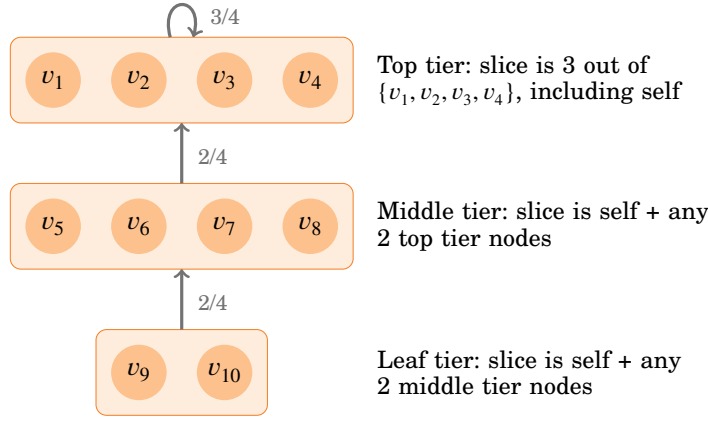 3/4
v₁ v₂ v₃ v₄
Top tier: slice is 3 out of
{v₁, v₂, v₃, v₄}, including self
2/4
v₅ v₆ v₇ v₈
Middle tier: slice is self + any
2 top tier nodes
2/4
v₉ v₁₀
Leaf tier: slice is self + any
2 middle tier nodes